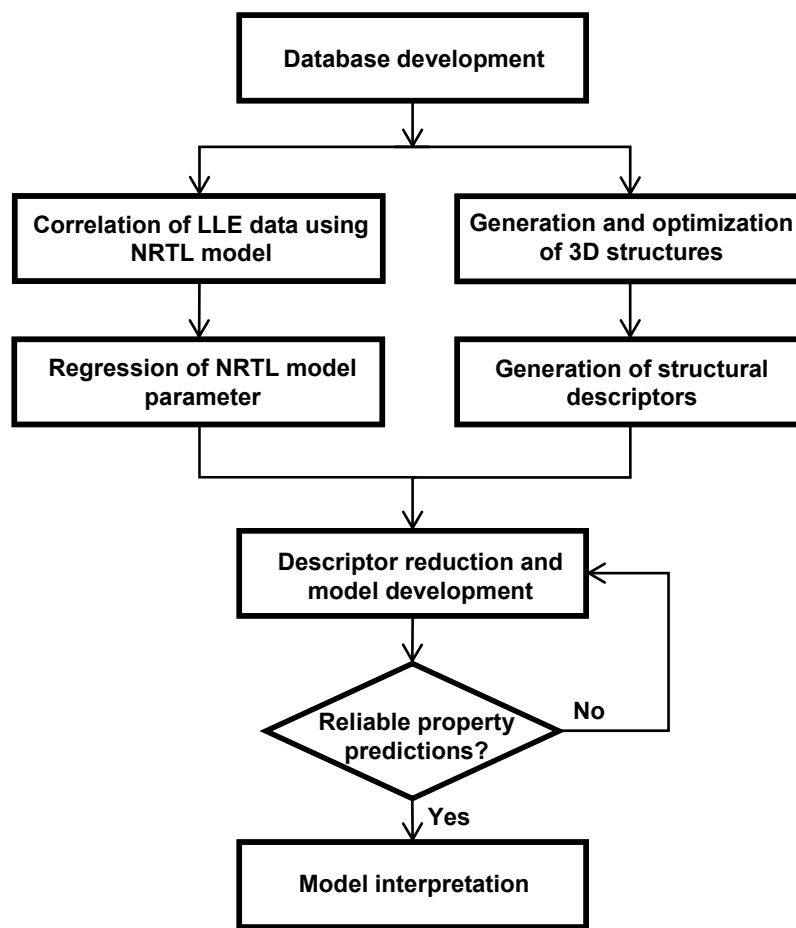 Database development
Correlation of LLE data using
NRTL model
Generation and optimization
of 3D structures
Regression of NRTL model
parameter
Generation of structural
descriptors
Descriptor reduction and
model development
Reliable property
predictions?
No
Yes
Model interpretation